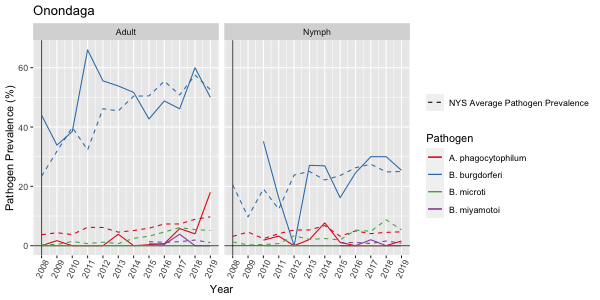 Onondaga
Adult
Nymph
Pathogen Prevalence (%)
60
40
20
0
2008 2009 2010 2011 2012 2013 2014 2015 2016 2017 2018 2019
2008 2009 2010 2011 2012 2013 2014 2015 2016 2017 2018 2019
Year
NYS Average Pathogen Prevalence
Pathogen
A. phagocytophilum
B. burgdorferi
B. microti
B. miyamotoi